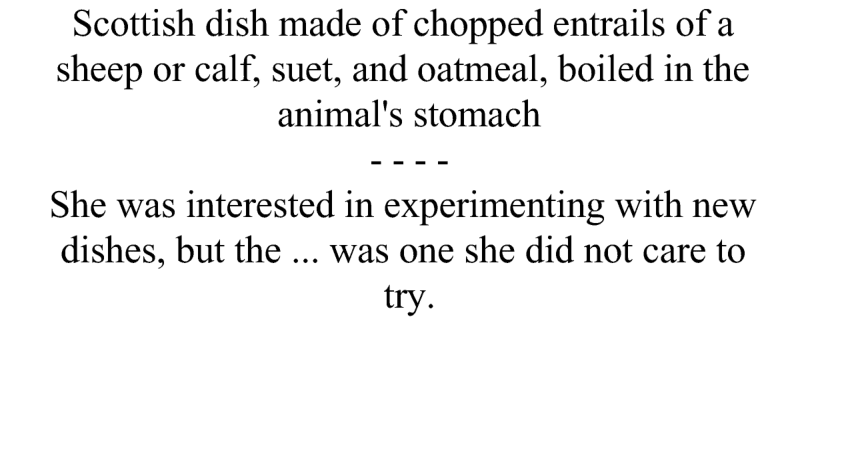 Scottish dish made of chopped entrails of a
sheep or calf, suet, and oatmeal, boiled in the
animal's stomach
- - - -
She was interested in experimenting with new
dishes, but the ... was one she did not care to
try.